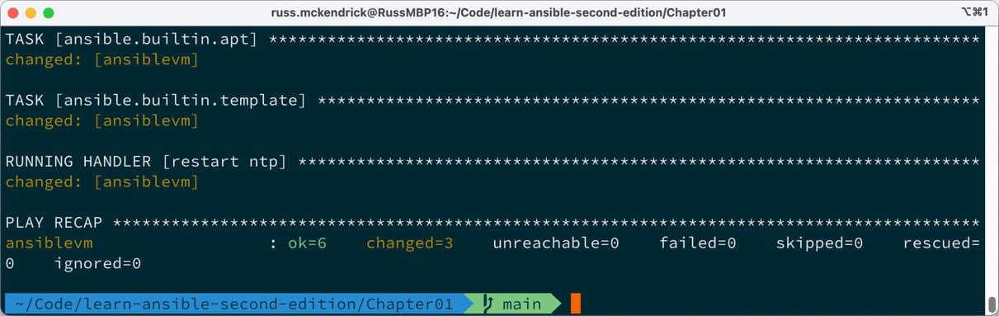 russ.mckendrick@RussMBP16:~/Code/learn-ansible-second-edition/Chapter01 ⌥⌘1
TASK [ansible.builtin.apt] *************************************************************************
changed: [ansiblevm]
TASK [ansible.builtin.template] ********************************************************************
changed: [ansiblevm]
RUNNING HANDLER [restart ntp] **********************************************************************
changed: [ansiblevm]
PLAY RECAP *****************************************************************************************
ansiblevm : ok=6 changed=3 unreachable=0 failed=0 skipped=0 rescued=
0 ignored=0
~/Code/learn-ansible-second-edition/Chapter01 main